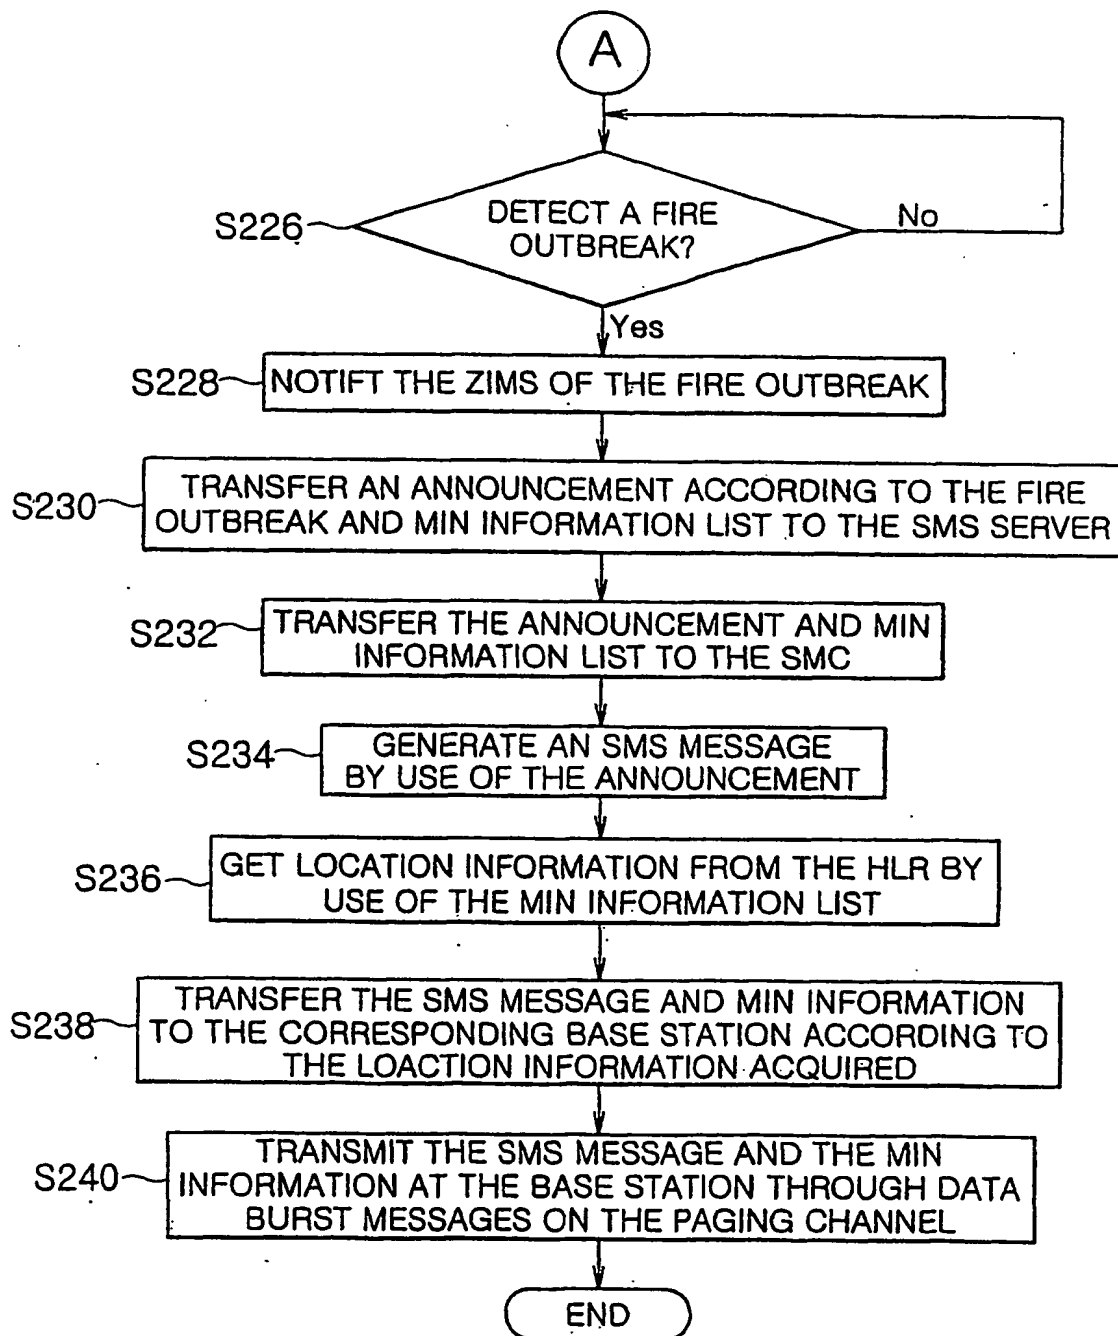 A
S226
DETECT A FIRE
OUTBREAK?
No
Yes
S228
NOTIFT THE ZIMS OF THE FIRE OUTBREAK
S230
TRANSFER AN ANNOUNCEMENT ACCORDING TO THE FIRE
OUTBREAK AND MIN INFORMATION LIST TO THE SMS SERVER
S232
TRANSFER THE ANNOUNCEMENT AND MIN
INFORMATION LIST TO THE SMC
S234
GENERATE AN SMS MESSAGE
BY USE OF THE ANNOUNCEMENT
S236
GET LOCATION INFORMATION FROM THE HLR BY
USE OF THE MIN INFORMATION LIST
S238
TRANSFER THE SMS MESSAGE AND MIN INFORMATION
TO THE CORRESPONDING BASE STATION ACCORDING TO
THE LOACTION INFORMATION ACQUIRED
S240
TRANSMIT THE SMS MESSAGE AND THE MIN
INFORMATION AT THE BASE STATION THROUGH DATA
BURST MESSAGES ON THE PAGING CHANNEL
END